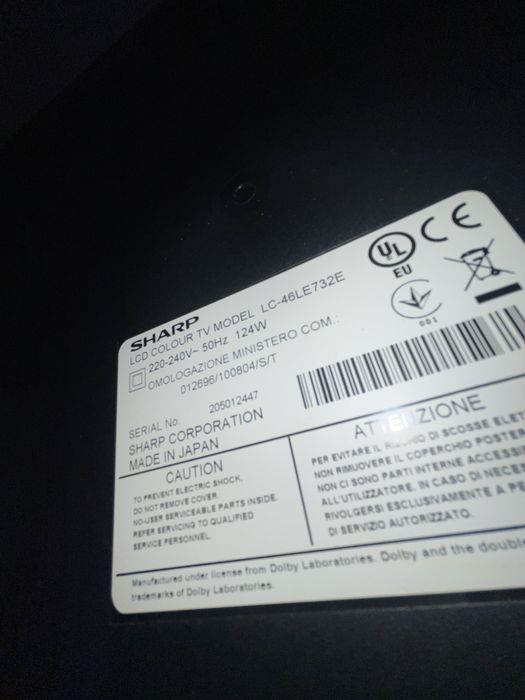 SHARP
LCD COLOUR TV MODEL LC-46LE732E
220-240V~ 50Hz 124W
OMOLOGAZIONE MINISTERO COM.:
012696/100804/S/T
SERIAL No. 205012447
SHARP CORPORATION
MADE IN JAPAN
UL
EU
CE
001
CAUTION
TO PREVENT ELECTRIC SHOCK,
DO NOT REMOVE COVER.
NO-USER SERVICEABLE PARTS INSIDE.
REFER SERVICING TO QUALIFIED
SERVICE PERSONNEL.
ATTENZIONE
PER EVITARE IL RISCHIO DI SCOSSE
NON RIMUOVERE IL COPERCHIO
NON CI SONO PARTI INTERNE
ALL'UTILIZZATORE. IN CASO DI
RIVOLGERSI ESCLUSIVAMENTE A
DI SERVIZIO AUTORIZZATO.
Manufactured under license from Dolby Laboratories. Dolby and the
trademarks of Dolby Laboratories.